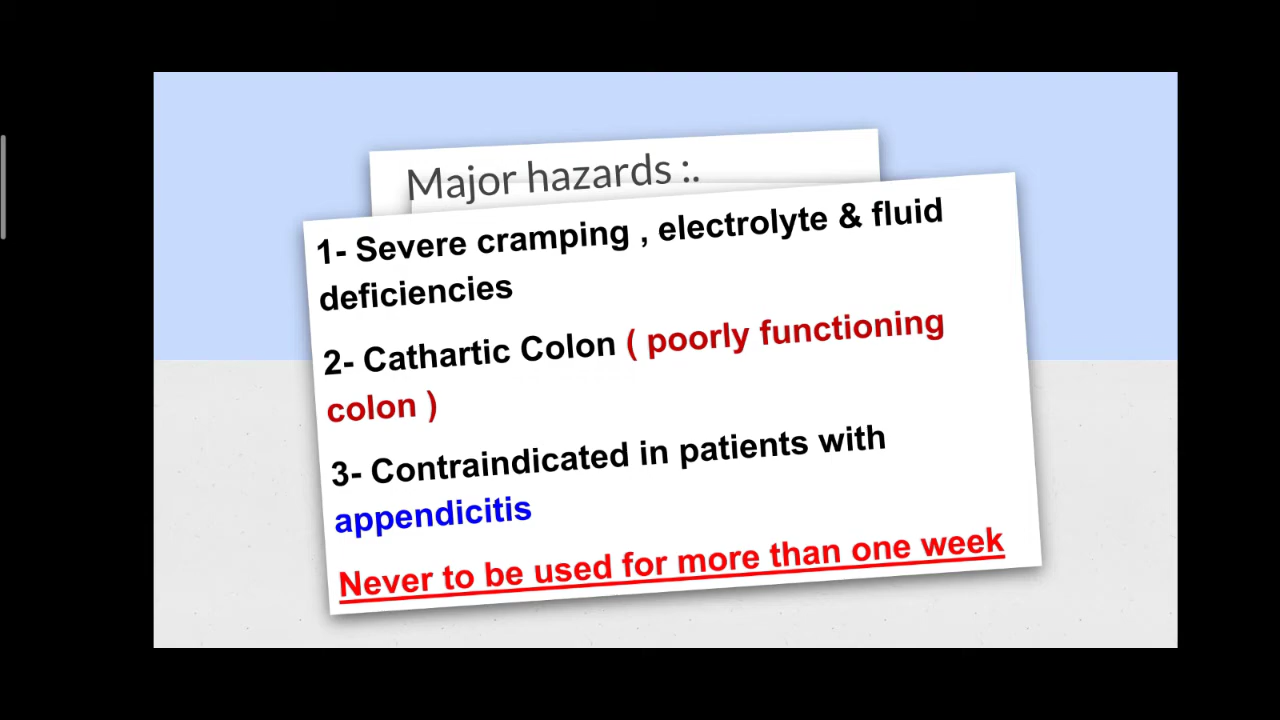 Major hazards :.
1- Severe cramping , electrolyte & fluid
deficiencies
2- Cathartic Colon ( poorly functioning
colon )
3- Contraindicated in patients with
appendicitis
Never to be used for more than one week